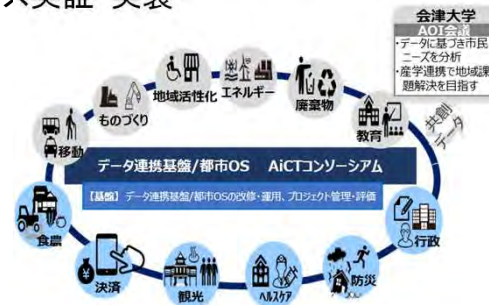 ス実証・実装
会津大学
AOI会議
・データに基づき市民
ニーズを分析
・産学連携で地域課
題解決を目指す
共創
データ
地域活性化
エネルギー
廃棄物
ものづくり
教育
移動
データ連携基盤/都市OS AiCTコンソーシアム
【基盤】データ連携基盤/都市OSの改修・運用、プロジェクト管理・評価
食農
行政
決済
観光
ヘルスケア
防災